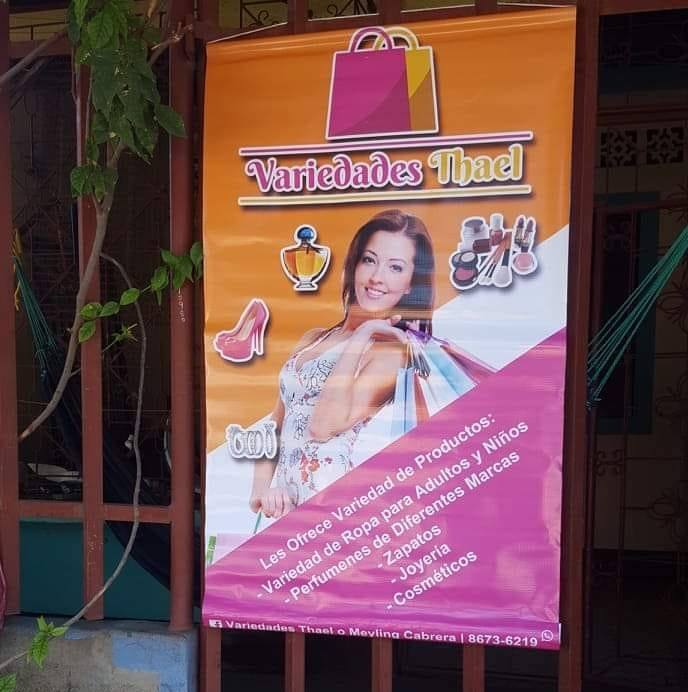 Variedades Thael
Les Ofrece Variedad de Productos:
- Variedad de Ropa para Adultos y Niños
- Perfumenes de Diferentes Marcas
- Zapatos
- Joyería
- Cosméticos
Variedades Thael o Meyling Cabrera | 8673-6219